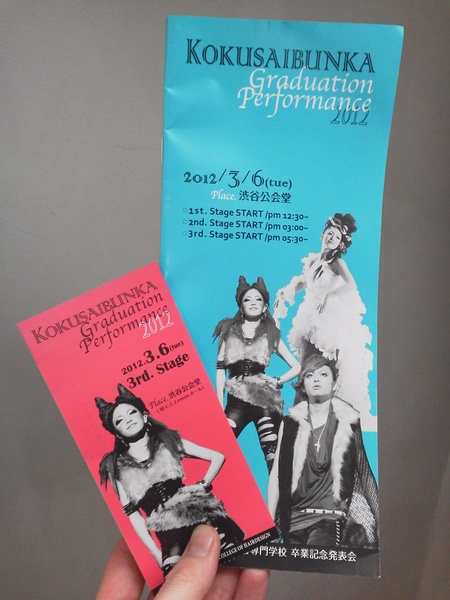 KOKUSAIBUNKA
Graduation
Performance
2012
2012/3/6(tue)
Place. 渋谷公会堂
1st. Stage START /pm 12:30~
2nd. Stage START /pm 03:00~
3rd. Stage START /pm 05:30~
専門学校 卒業記念発表会
KOKUSAIBUNKA
Graduation
Performance
2012
2012.3.6(tue)
3rd. Stage
Place. 渋谷公会堂
COLLEGE OF HAIRDESIGN